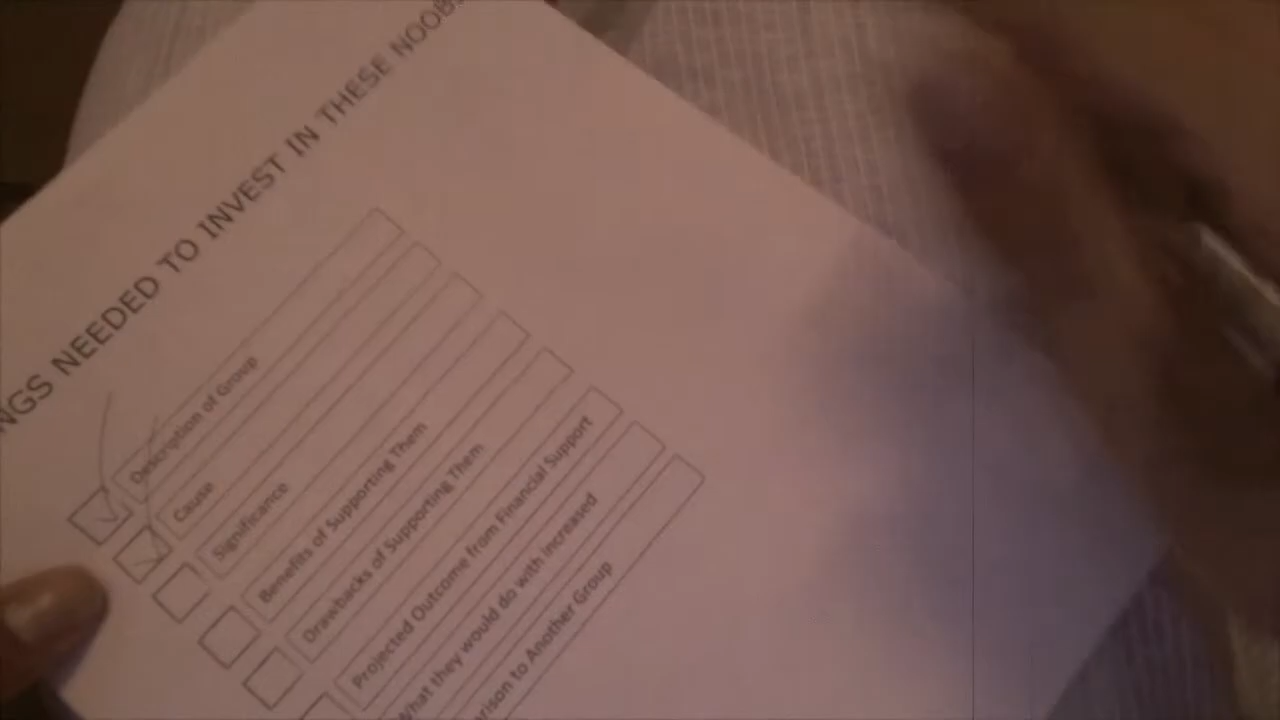 NGS NEEDED TO INVEST IN THESE NOOB
Description of Group
Cause
Significance
Benefits of Supporting Them
Drawbacks of Supporting Them
Projected Outcome from Financial Support
What they would do with increased
rison to Another Group